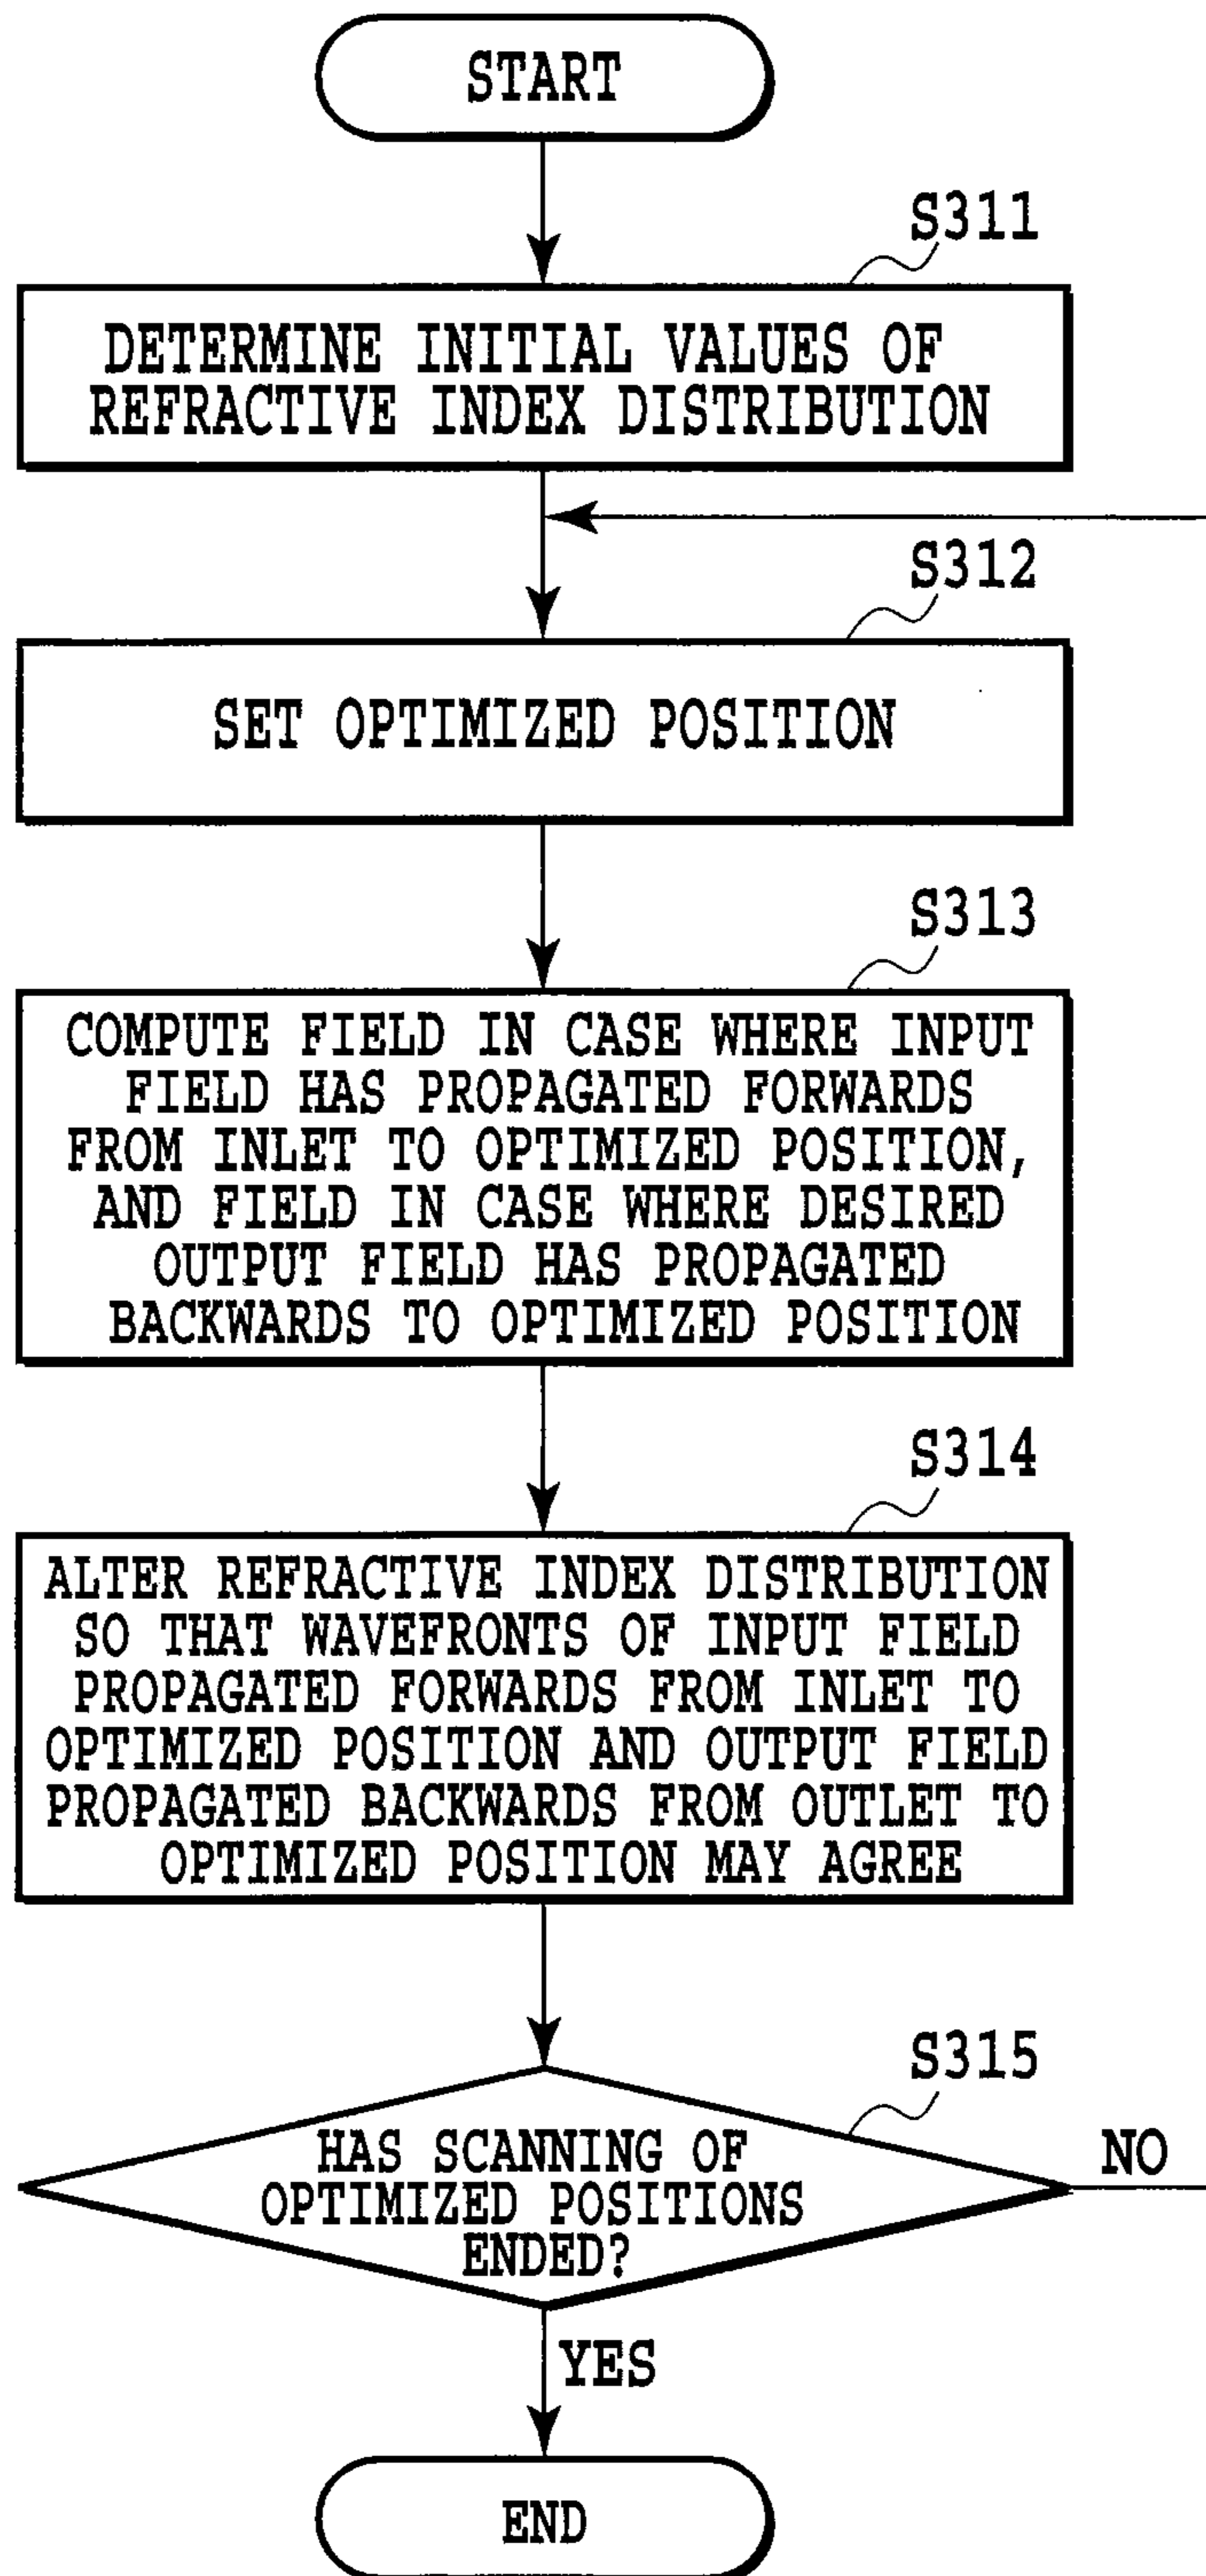 START
S311
DETERMINE INITIAL VALUES OF
REFRACTIVE INDEX DISTRIBUTION
S312
SET OPTIMIZED POSITION
S313
COMPUTE FIELD IN CASE WHERE INPUT
FIELD HAS PROPAGATED FORWARDS
FROM INLET TO OPTIMIZED POSITION,
AND FIELD IN CASE WHERE DESIRED
OUTPUT FIELD HAS PROPAGATED
BACKWARDS TO OPTIMIZED POSITION
S314
ALTER REFRACTIVE INDEX DISTRIBUTION
SO THAT WAVEFRONTS OF INPUT FIELD
PROPAGATED FORWARDS FROM INLET TO
OPTIMIZED POSITION AND OUTPUT FIELD
PROPAGATED BACKWARDS FROM OUTLET TO
OPTIMIZED POSITION MAY AGREE
S315
HAS SCANNING OF
OPTIMIZED POSITIONS
ENDED?
NO
YES
END